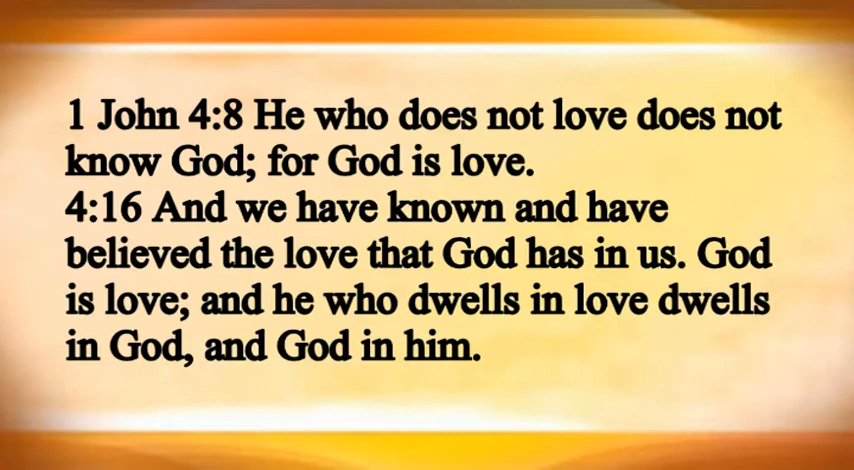 1 John 4:8 He who does not love does not
know God; for God is love.
4:16 And we have known and have
believed the love that God has in us. God
is love; and he who dwells in love dwells
in God, and God in him.